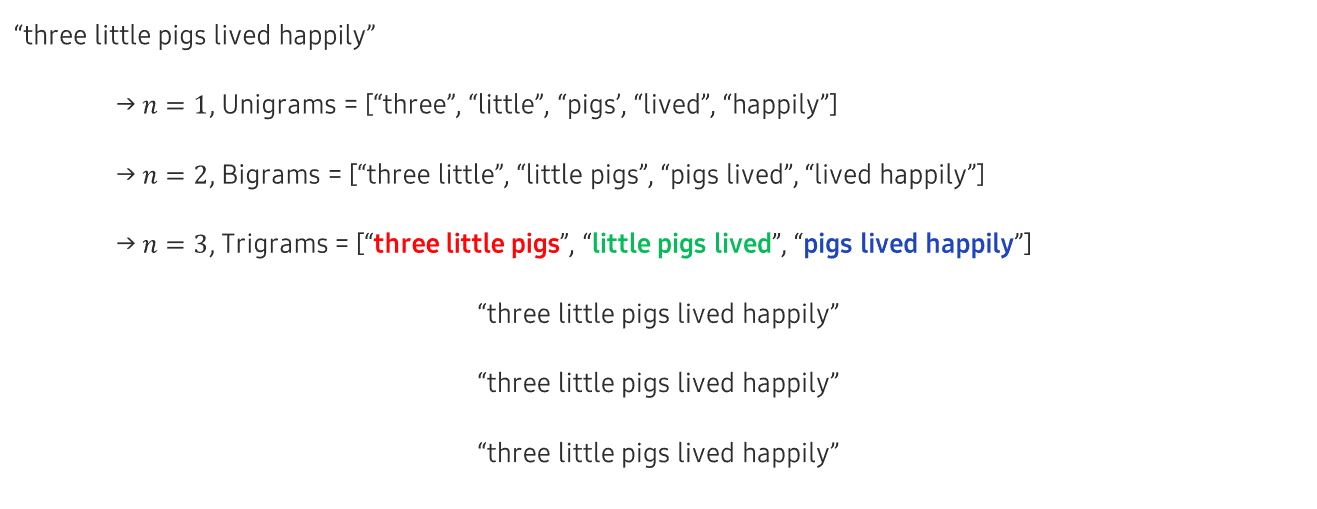 “three little pigs lived happily”
→ n = 1, Unigrams = [“three”, “little”, “pigs’, “lived”, “happily”]
→ n = 2, Bigrams = [“three little”, “little pigs”, “pigs lived”, “lived happily”]
→ n = 3, Trigrams = [“three little pigs”, “little pigs lived”, “pigs lived happily”]
“three little pigs lived happily”
“three little pigs lived happily”
“three little pigs lived happily”